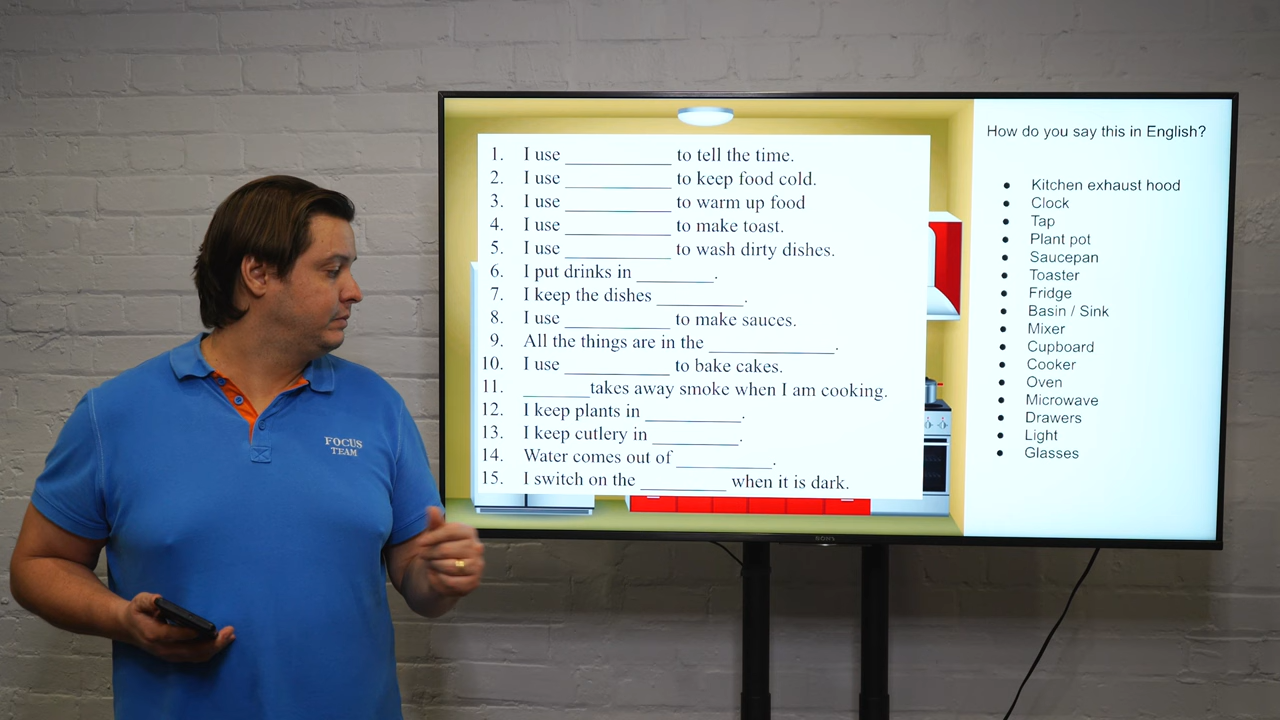 1. I use ___________ to tell the time.
2. I use ___________ to keep food cold.
3. I use ___________ to warm up food
4. I use ___________ to make toast.
5. I use ___________ to wash dirty dishes.
6. I put drinks in ________.
7. I keep the dishes _________.
8. I use ___________ to make sauces.
9. All the things are in the _____________.
10. I use ___________ to bake cakes.
11. _______takes away smoke when I am cooking.
12. I keep plants in __________.
13. I keep cutlery in _________.
14. Water comes out of __________.
15. I switch on the _________ when it is dark.
How do you say this in English?
● Kitchen exhaust hood
● Clock
● Tap
● Plant pot
● Saucepan
● Toaster
● Fridge
● Basin / Sink
● Mixer
● Cupboard
● Cooker
● Oven
● Microwave
● Drawers
● Light
● Glasses
FOCUS
TEAM
SONY